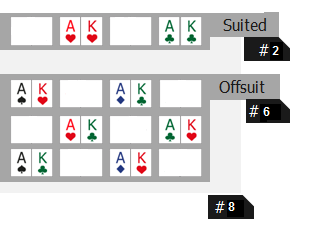 A♥ K♥ A♣ K♣ Suited
# 2
A♠ K♥ A♦ K♣ Offsuit
# 6
A♥ K♣ A♣ K♥
A♠ K♣ A♦ K♥
# 8